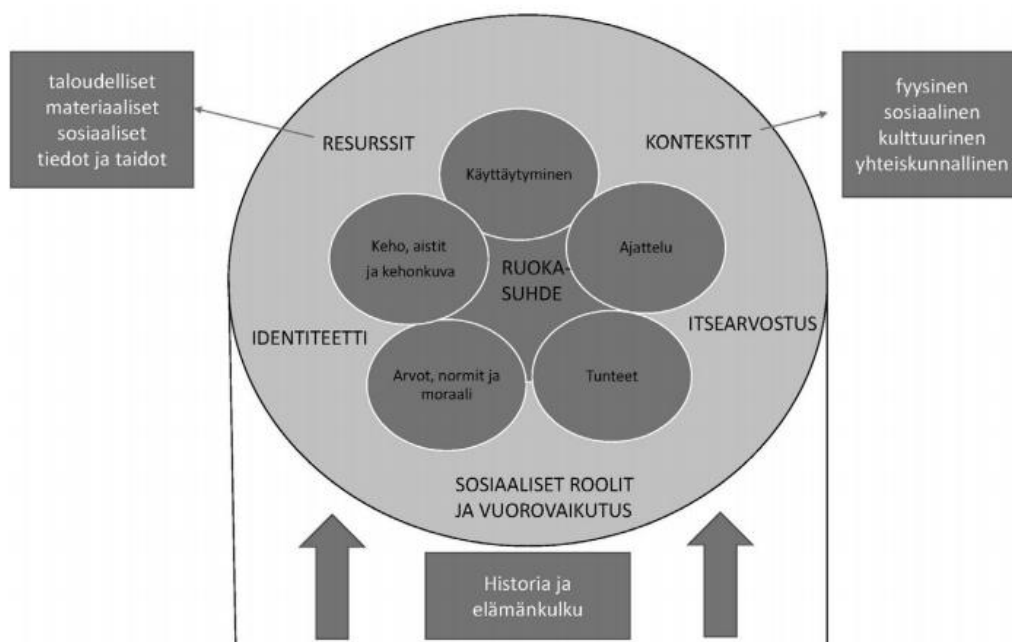 taloudelliset
materiaaliset
sosiaaliset
tiedot ja taidot
fyysinen
sosiaalinen
kulttuurinen
yhteiskunnallinen
RESURSSIT
KONTEKSTIT
Käyttäytyminen
Keho, aistit
ja kehonkuva
Ajattelu
RUOKA-
SUHDE
IDENTITEETTI
ITSEARVOSTUS
Arvot, normit ja
moraali
Tunteet
SOSIAALISET ROOLIT
JA VUOROVAIKUTUS
Historia ja
elämänkulku